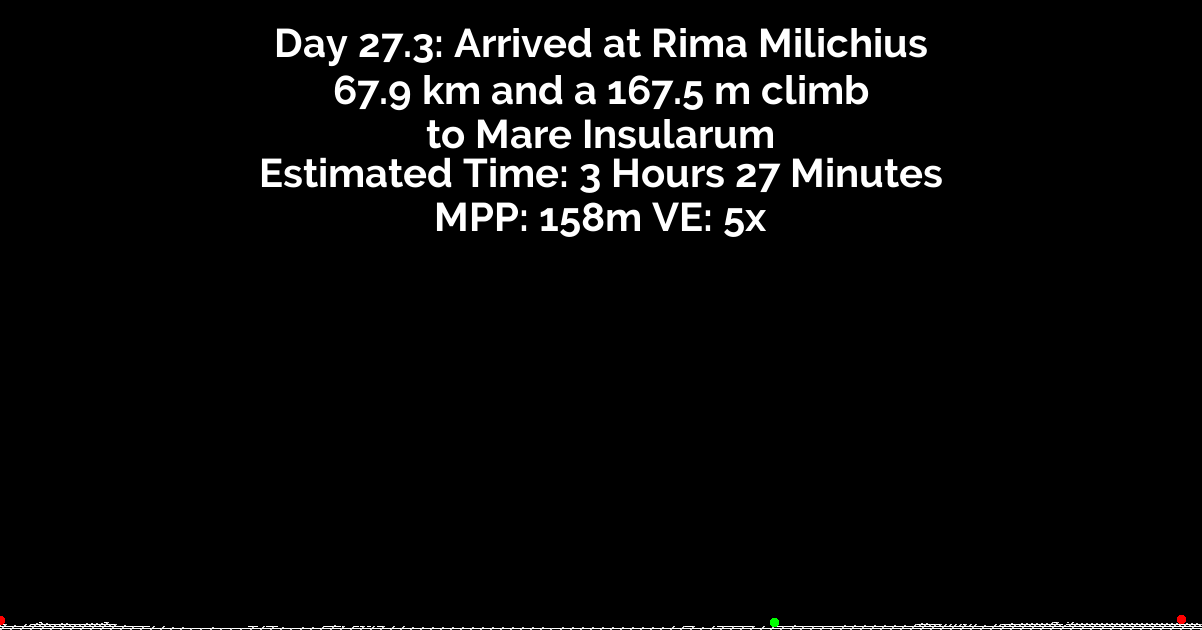 Day 27.3: Arrived at Rima Milichius
67.9 km and a 167.5 m climb
to Mare Insularum
Estimated Time: 3 Hours 27 Minutes
MPP: 158m VE: 5x